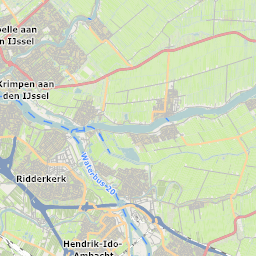 pelle aan
n IJssel
Krimpen aan
den IJssel
Waterbus 20
Ridderkerk
Hendrik-Ido-
Ambacht